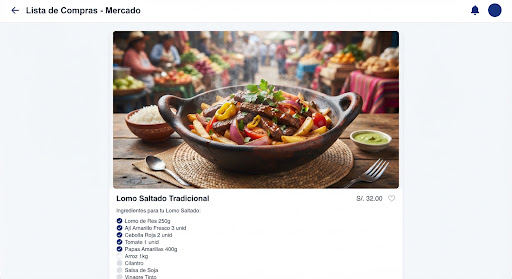 Lista de Compras - Mercado
Lomo Saltado Tradicional
S/. 32.00
Ingredientes para tu Lomo Saltado:
Lomo de Res 250g
Ají Amarillo Fresco 3 unid
Cebolla Roja 2 unid
Tomate 1 unid
Papas Amarillas 400g
Arroz 1kg
Cilantro
Salsa de Soja
Vinagre Tinto